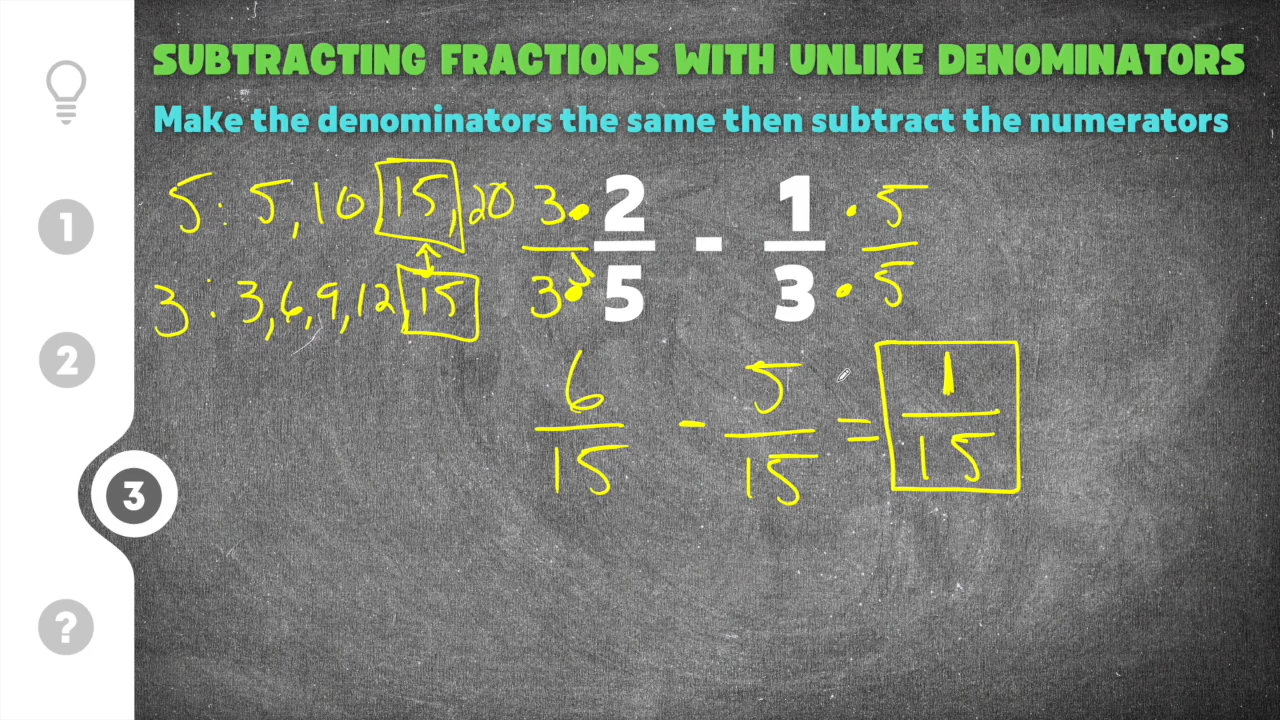 SUBTRACTING FRACTIONS WITH UNLIKE DENOMINATORS
Make the denominators the same then subtract the numerators
5: 5, 10 15, 20
3: 3, 6, 9, 12, 15
3 · 2/5 - 1/3 · 5
3 · · 5
6/15 - 5/15 = 1/15
1
2
3
?